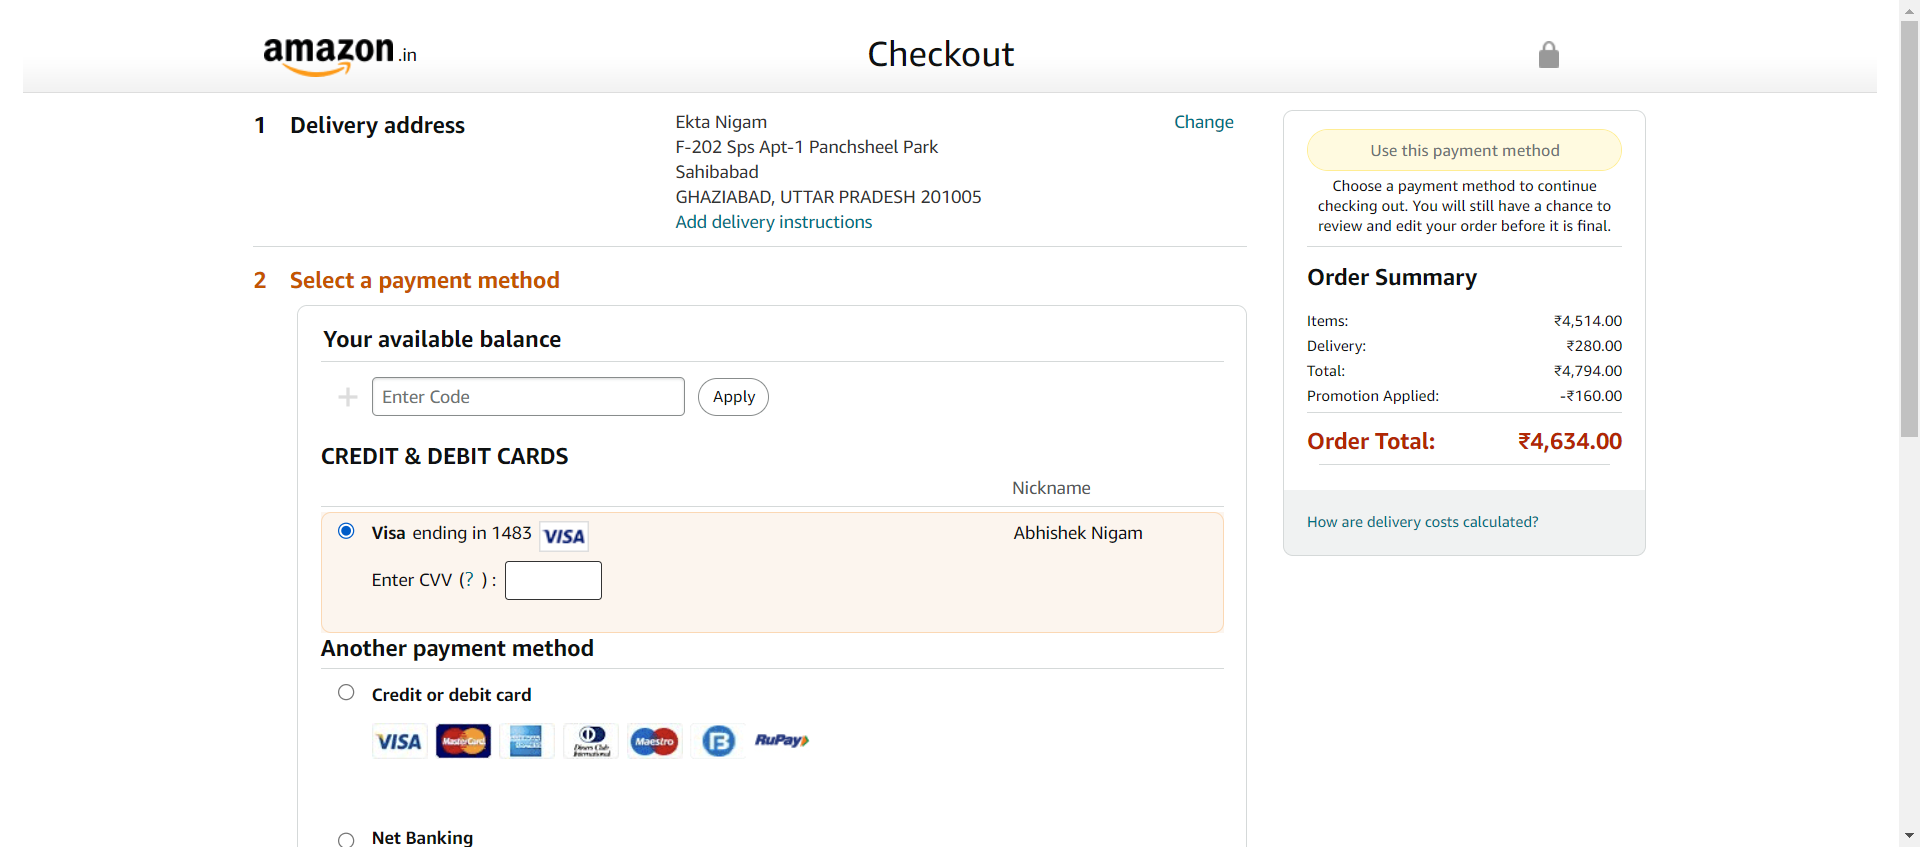 amazon.in
Checkout
1 Delivery address
Ekta Nigam
F-202 Sps Apt-1 Panchsheel Park
Sahibabad
GHAZIABAD, UTTAR PRADESH 201005
Add delivery instructions
Change
2 Select a payment method
Your available balance
Enter Code
Apply
CREDIT & DEBIT CARDS
Nickname
Visa ending in 1483 VISA
Abhishek Nigam
Enter CVV (? ) :
Another payment method
Credit or debit card
VISA MasterCard AMERICAN EXPRESS Diners Club International Maestro B RuPay
Net Banking
Use this payment method
Choose a payment method to continue
checking out. You will still have a chance to
review and edit your order before it is final.
Order Summary
Items: ₹4,514.00
Delivery: ₹280.00
Total: ₹4,794.00
Promotion Applied: -₹160.00
Order Total: ₹4,634.00
How are delivery costs calculated?